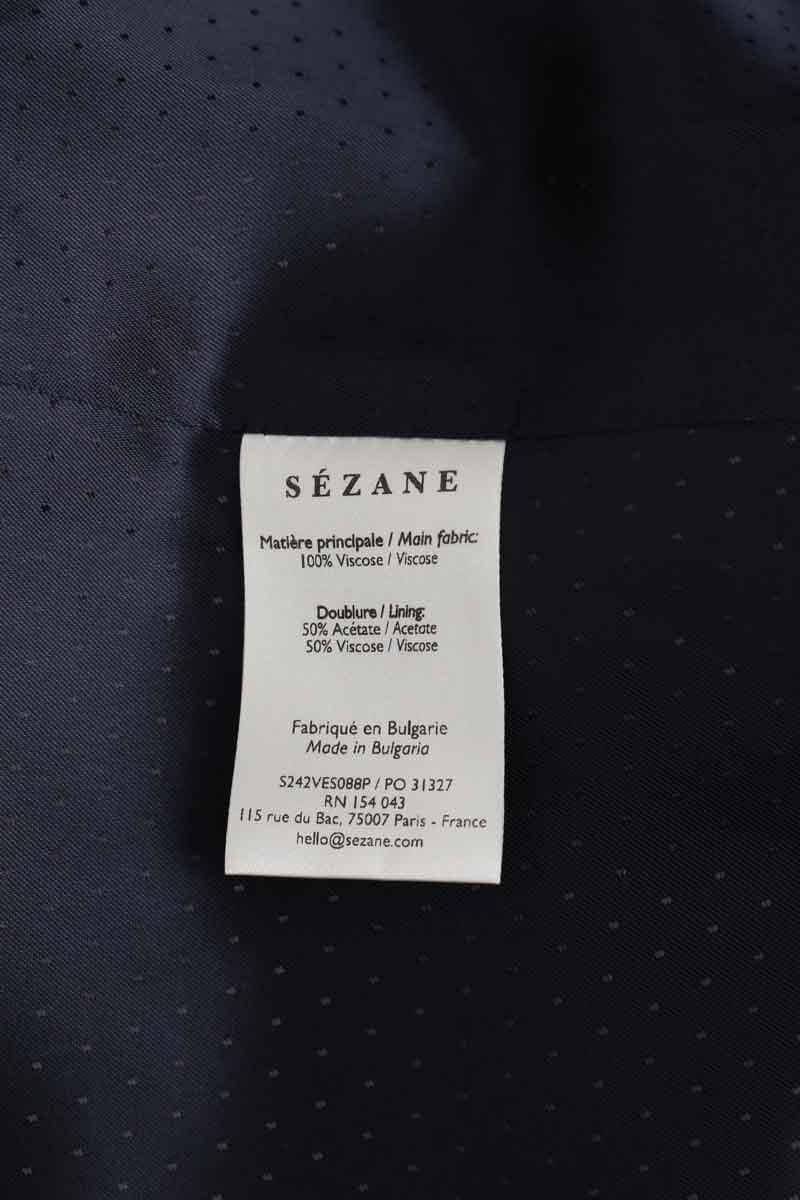 SÉZANE
Matière principale / Main fabric:
100% Viscose / Viscose
Doublure / Lining:
50% Acétate / Acetate
50% Viscose / Viscose
Fabriqué en Bulgarie
Made in Bulgaria
S242VES088P / PO 31327
RN 154 043
115 rue du Bac, 75007 Paris - France
hello@sezane.com